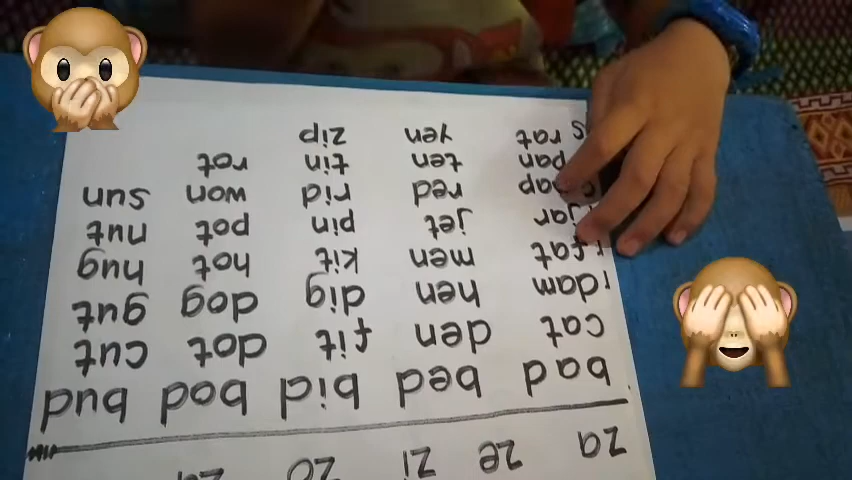 za ze zi zo
bad bed bid bod bud
cat den fit dot cut
dam hen dig dog gut
fat men kit hot hug
jar jet pin pot nut
red rid won sun
pan ten tin rot
rat yen zip